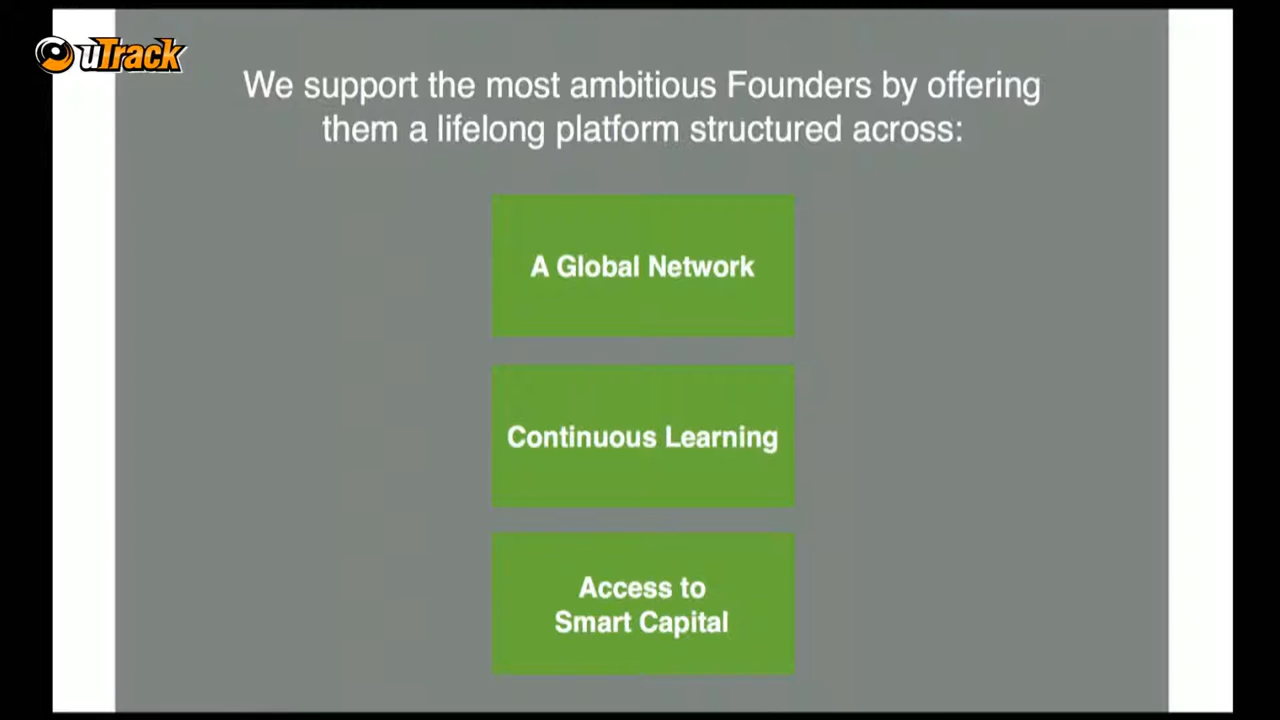 uTrack
We support the most ambitious Founders by offering
them a lifelong platform structured across:
A Global Network
Continuous Learning
Access to
Smart Capital